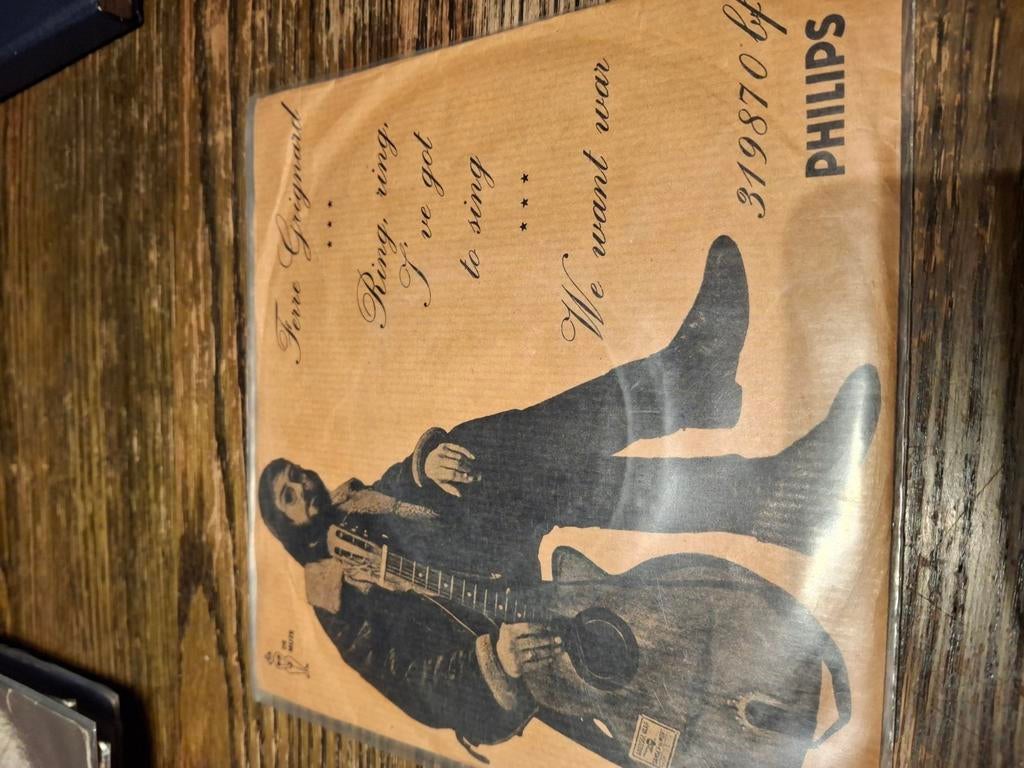 Ferre Grignard
* * *
Ring, ring,
I've got
to sing
* * *
We want war
319870 bf
PHILIPS